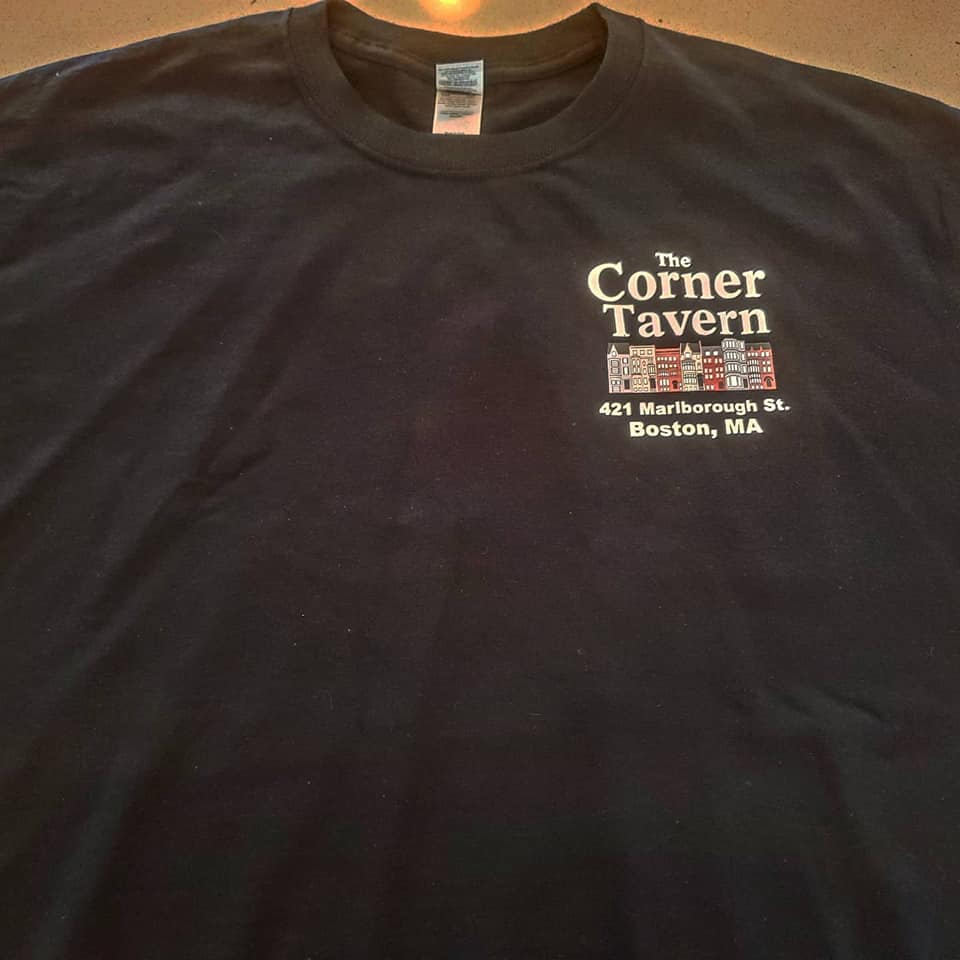 The
Corner
Tavern
421 Marlborough St.
Boston, MA